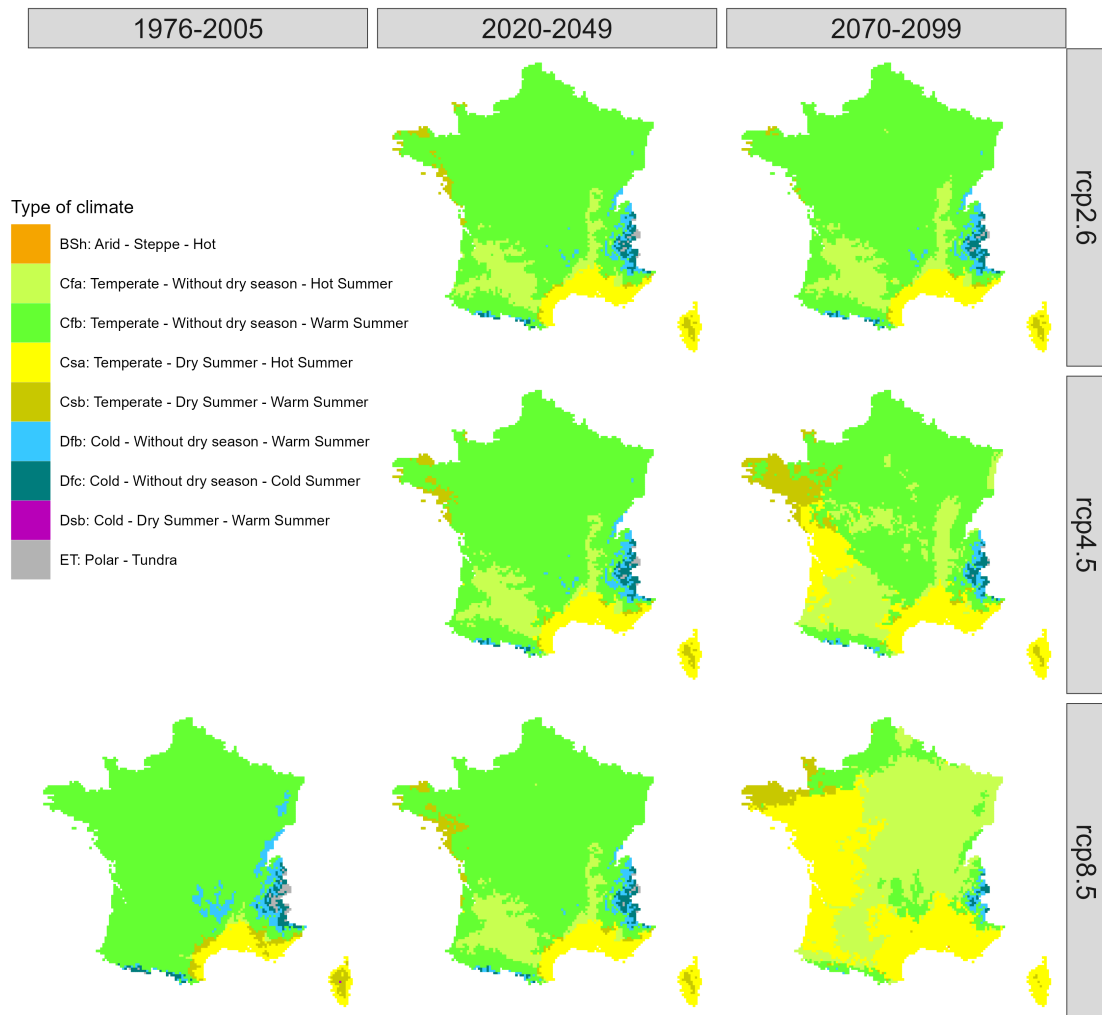 1976-2005
2020-2049
2070-2099
rcp2.6
Type of climate
BSh: Arid - Steppe - Hot
Cfa: Temperate - Without dry season - Hot Summer
Cfb: Temperate - Without dry season - Warm Summer
Csa: Temperate - Dry Summer - Hot Summer
Csb: Temperate - Dry Summer - Warm Summer
Dfb: Cold - Without dry season - Warm Summer
Dfc: Cold - Without dry season - Cold Summer
Dsb: Cold - Dry Summer - Warm Summer
ET: Polar - Tundra
rcp4.5
rcp8.5